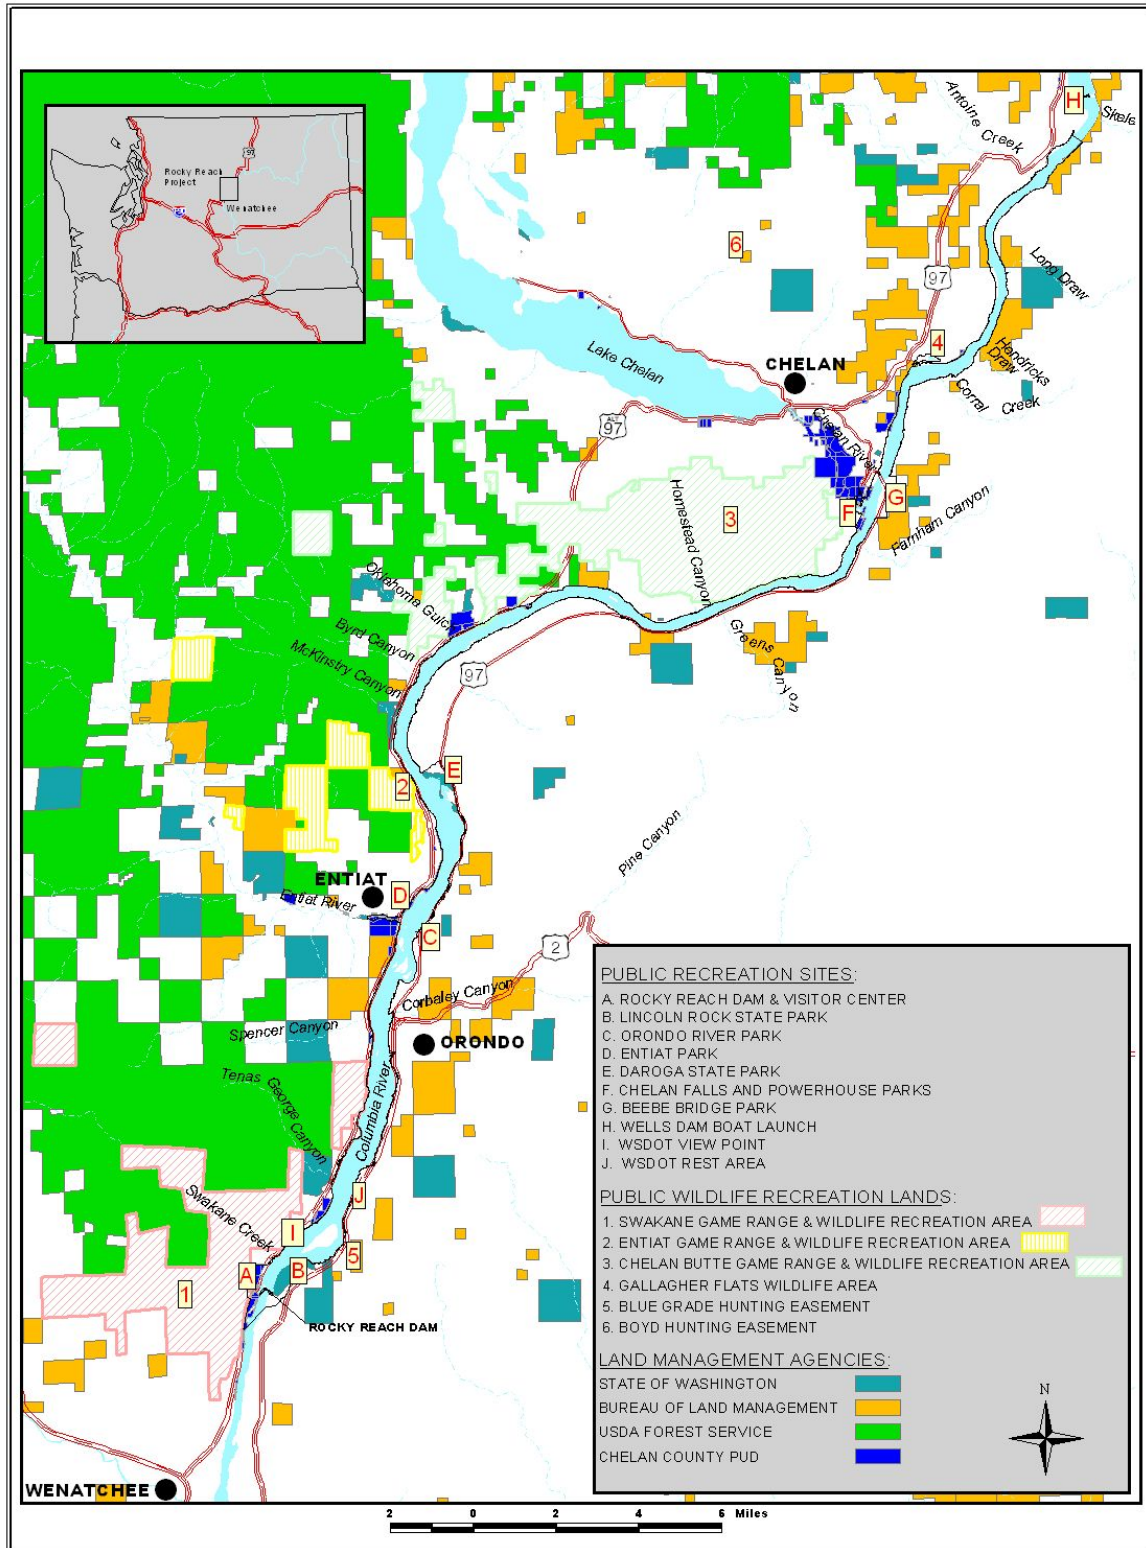 Antoine
Creek
H
Skele
97
Rocky Reach
Project
Wenatchee
6
97
Long Draw
4
Hendricks
Draw
Lake Chelan
CHELAN
Corral
Creek
97
Chelan River
Homestead Canyon
3
F
G
Farnham Canyon
Oklahoma Gulch
Byrd Canyon
McKinstry Canyon
97
Greens Canyon
E
2
Pine Canyon
ENTIAT
D
Entiat River
C
2
Corbaley Canyon
Spencer Canyon
ORONDO
Tenas George
Canyon
Columbia River
Swakane Creek
J
I
5
A
B
1
ROCKY REACH DAM
WENATCHEE
PUBLIC RECREATION SITES:
A. ROCKY REACH DAM & VISITOR CENTER
B. LINCOLN ROCK STATE PARK
C. ORONDO RIVER PARK
D. ENTIAT PARK
E. DAROGA STATE PARK
F. CHELAN FALLS AND POWERHOUSE PARKS
G. BEEBE BRIDGE PARK
H. WELLS DAM BOAT LAUNCH
I. WSDOT VIEW POINT
J. WSDOT REST AREA
PUBLIC WILDLIFE RECREATION LANDS:
1. SWAKANE GAME RANGE & WILDLIFE RECREATION AREA
2. ENTIAT GAME RANGE & WILDLIFE RECREATION AREA
3. CHELAN BUTTE GAME RANGE & WILDLIFE RECREATION AREA
4. GALLAGHER FLATS WILDLIFE AREA
5. BLUE GRADE HUNTING EASEMENT
6. BOYD HUNTING EASEMENT
LAND MANAGEMENT AGENCIES:
STATE OF WASHINGTON
BUREAU OF LAND MANAGEMENT
USDA FOREST SERVICE
CHELAN COUNTY PUD
N
2 0 2 4 6 Miles